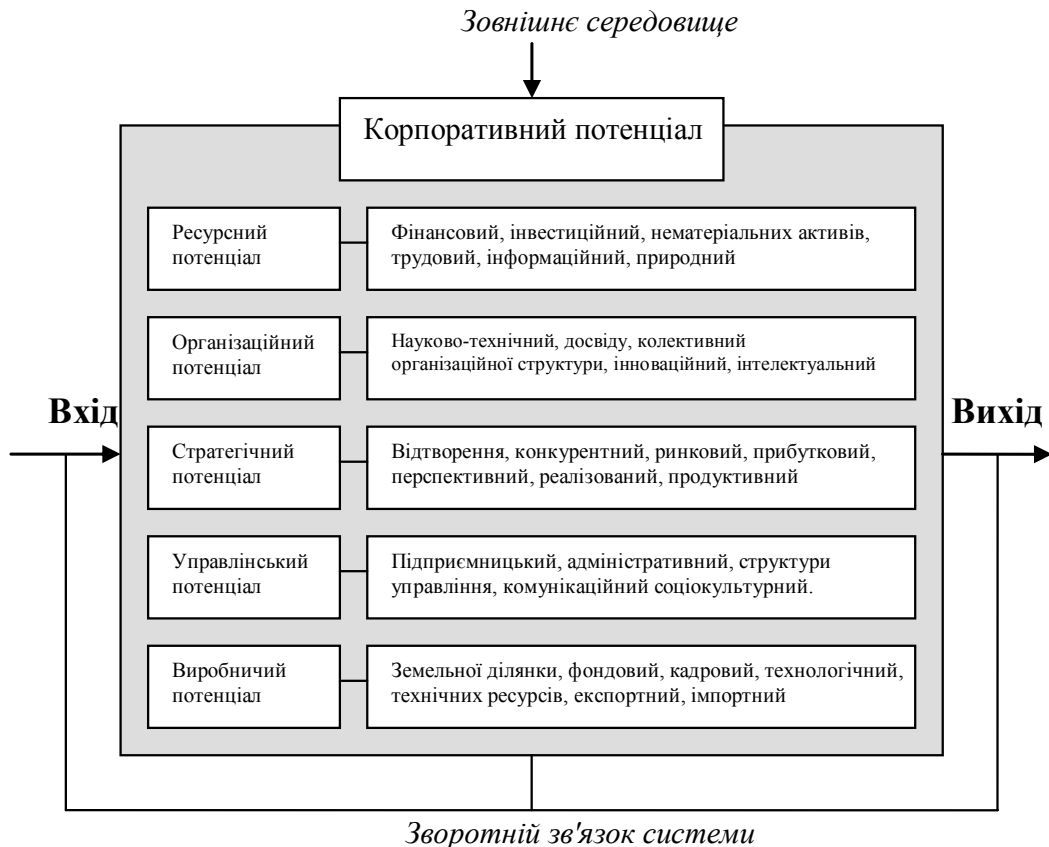 Зовнішнє середовище
Корпоративний потенціал
Ресурсний
потенціал
Фінансовий, інвестиційний, нематеріальних активів,
трудовий, інформаційний, природний
Організаційний
потенціал
Науково-технічний, досвіду, колективний
організаційної структури, інноваційний, інтелектуальний
Вхід
Вихід
Стратегічний
потенціал
Відтворення, конкурентний, ринковий, прибутковий,
перспективний, реалізований, продуктивний
Управлінський
потенціал
Підприємницький, адміністративний, структури
управління, комунікаційний соціокультурний.
Виробничий
потенціал
Земельної ділянки, фондовий, кадровий, технологічний,
технічних ресурсів, експортний, імпортний
Зворотній зв'язок системи